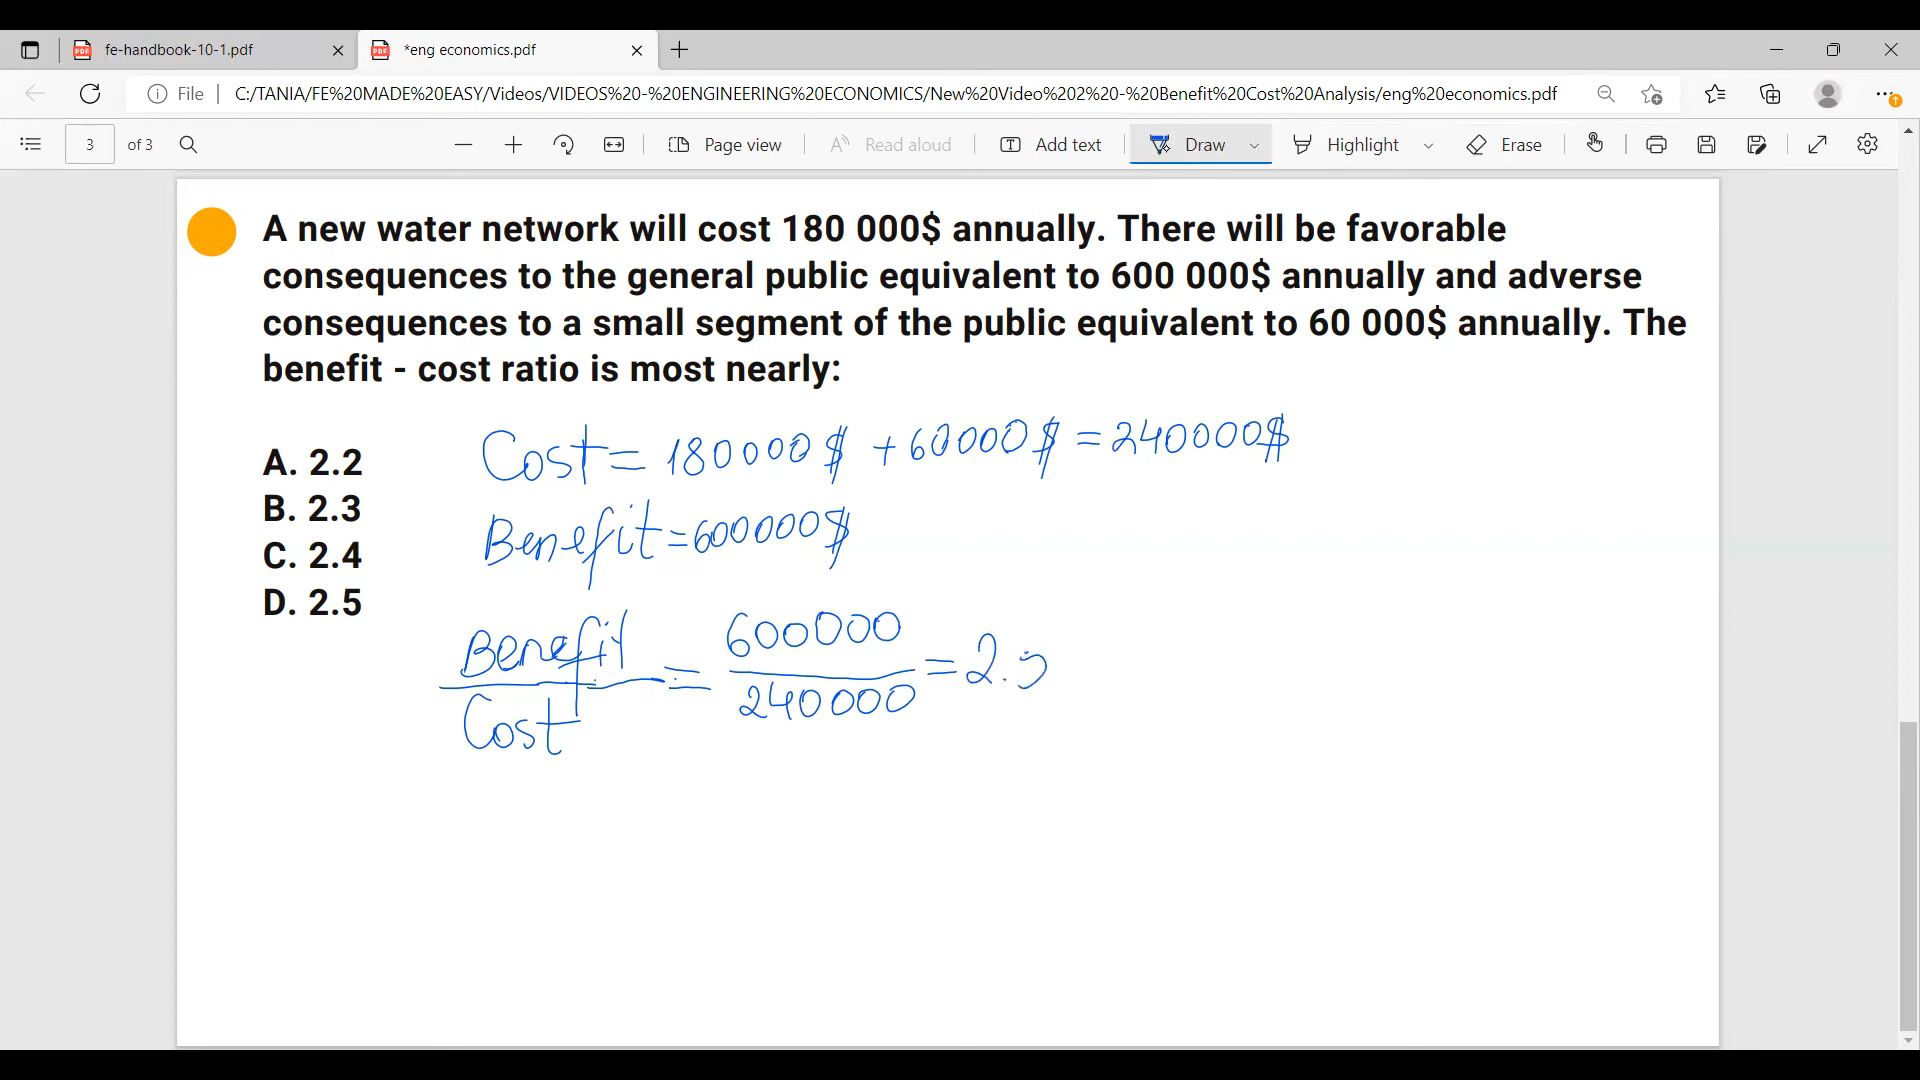 fe-handbook-10-1.pdf
*eng economics.pdf
File
C:/TANIA/FE%20MADE%20EASY/Videos/VIDEOS%20-%20ENGINEERING%20ECONOMICS/New%20Video%202%20-%20Benefit%20Cost%20Analysis/eng%20economics.pdf
3 of 3 Page view Read aloud Add text Draw Highlight Erase
A new water network will cost 180 000$ annually. There will be favorable
consequences to the general public equivalent to 600 000$ annually and adverse
consequences to a small segment of the public equivalent to 60 000$ annually. The
benefit - cost ratio is most nearly:
A. 2.2
B. 2.3
C. 2.4
D. 2.5
Cost = 180000$ + 60000$ = 240000$
Benefit = 600000$
Benefit
Cost
=
600000
240000
= 2.